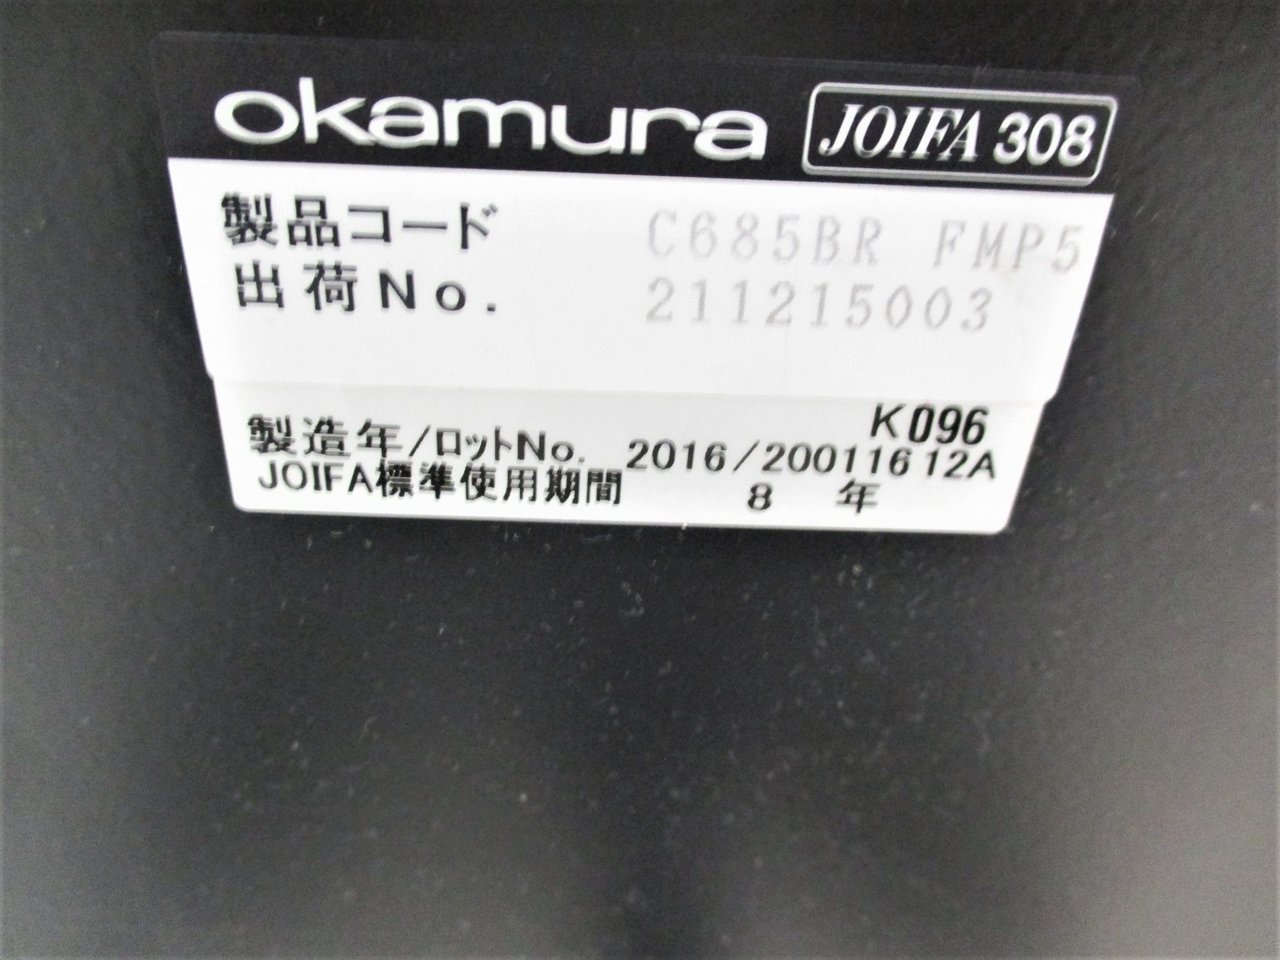 okamura JOIFA 308
製品コード C685BR FMP5
出荷No. 211215003
K096
製造年/ロットNo. 2016/20011612A
JOIFA標準使用期間 8 年